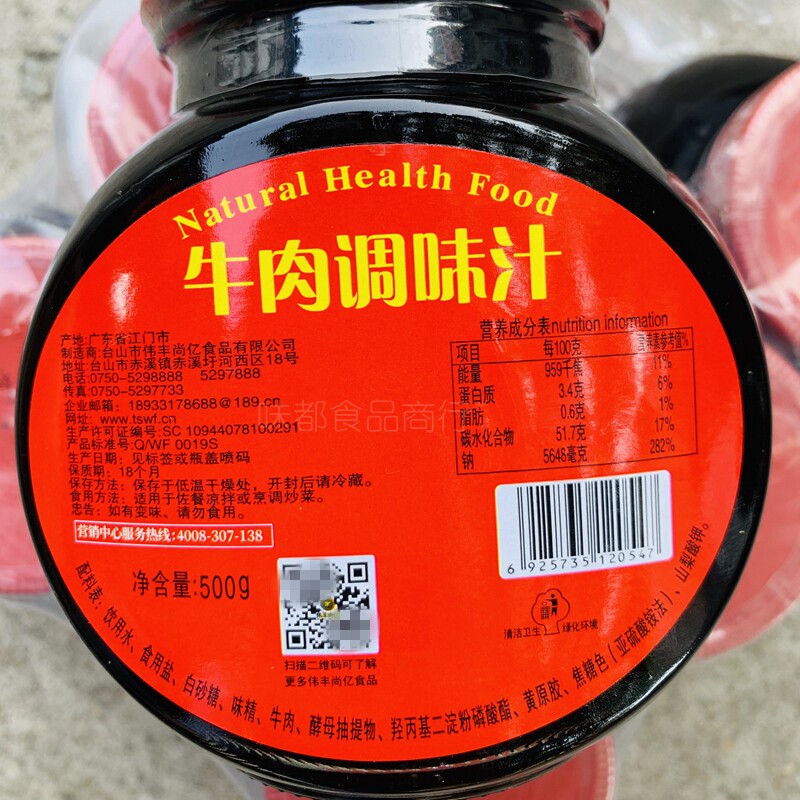 Natural Health Food
牛肉调味汁
产地:广东省江门市
制造商:台山市伟丰尚亿食品有限公司
地址:台山市赤溪镇赤溪圩河西区18号
电话:0750-5298888 5297888
传真:0750-5297733
企业邮箱: 18933178688@189.cn
网址: www.tswf.cn
生产许可证编号:SC 10944078100291
产品标准号:Q/WF 0019S
生产日期: 见标签或瓶盖喷码
保质期: 18个月
保存方法: 保存于低温干燥处, 开封后请冷藏。
食用方法: 适用于佐餐凉拌或烹调炒菜。
忠告: 如有变味、请勿食用。
营销中心服务热线:4008-307-138
营养成分表nutrition information
项目 每100克 营养素参考值%
能量 959千焦 11%
蛋白质 3.4克 6%
脂肪 0.6克 1%
碳水化合物 51.7克 17%
钠 5648毫克 282%
味都食品商行
6 925735 120547
净含量:500g
扫描二维码可了解
更多伟丰尚亿食品
清洁卫生 绿化环境
配料表: 饮用水、食用盐、白砂糖、味精、牛肉、酵母抽提物、羟丙基二淀粉磷酸酯、黄原胶、焦糖色(亚硫酸铵法)、山梨酸钾。